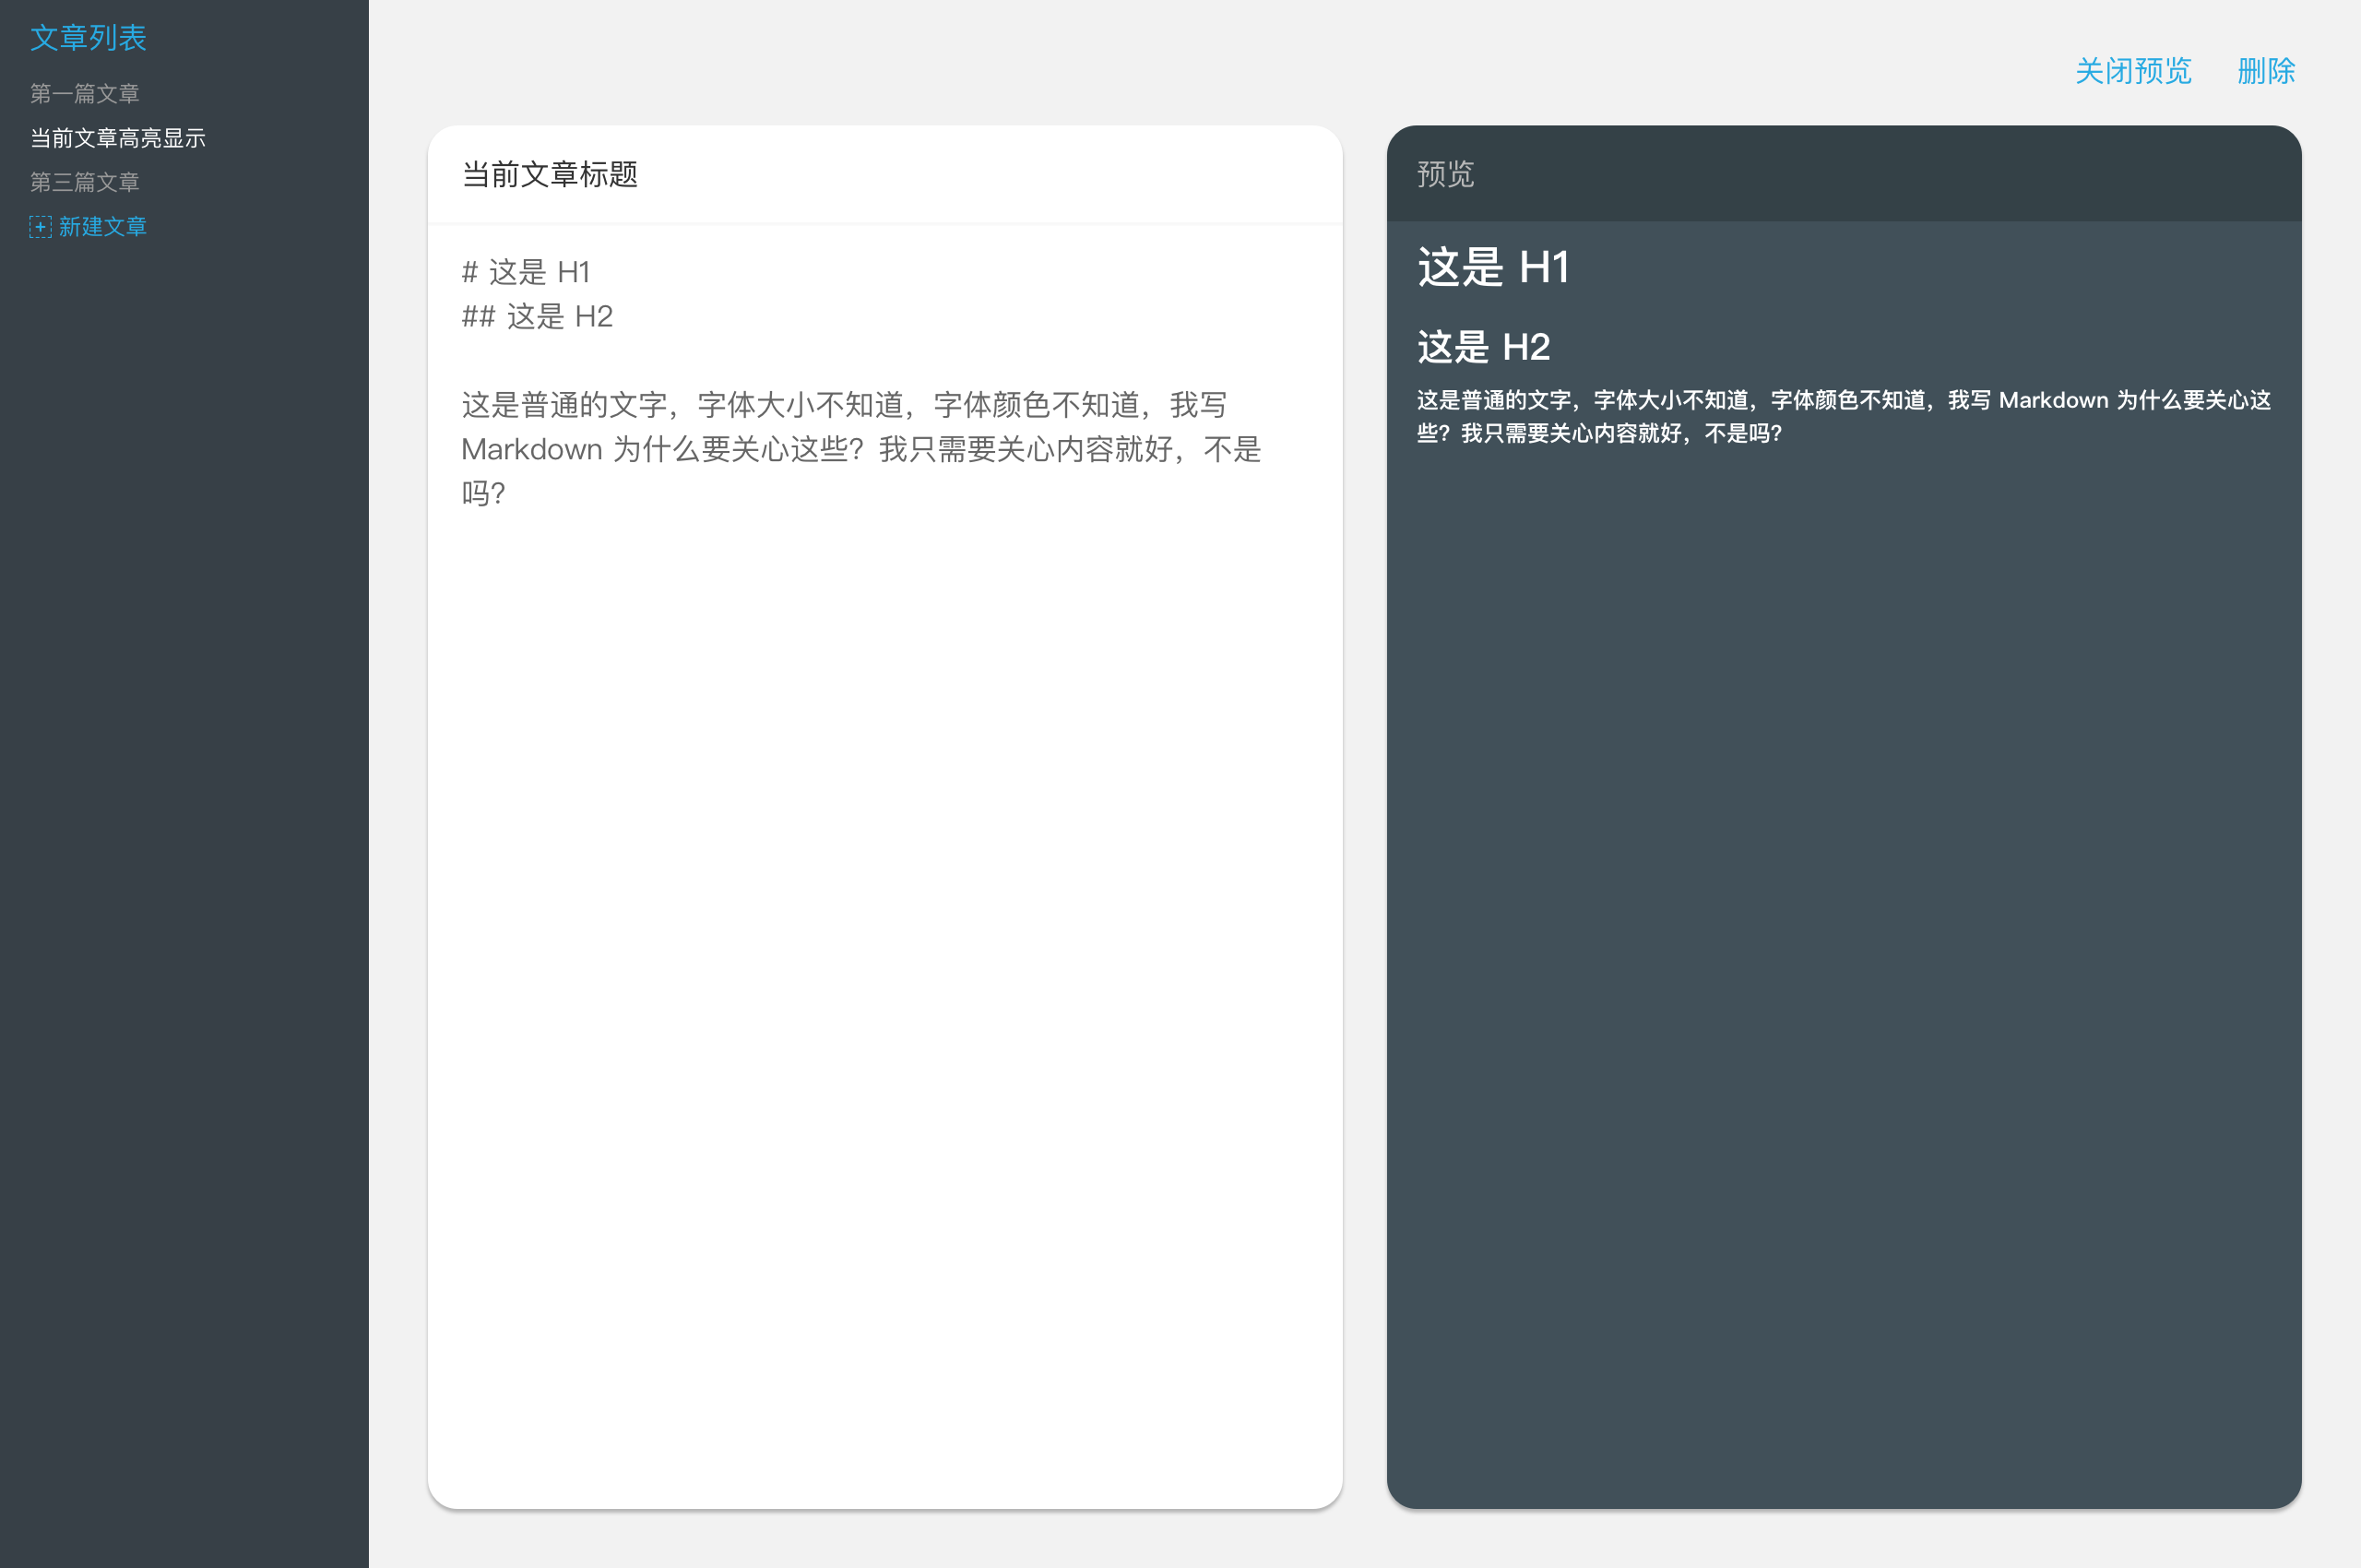 文章列表
第一篇文章
当前文章高亮显示
第三篇文章
+ 新建文章
关闭预览 删除
当前文章标题
# 这是 H1
## 这是 H2
这是普通的文字，字体大小不知道，字体颜色不知道，我写
Markdown 为什么要关心这些？我只需要关心内容就好，不是
吗？
预览
这是 H1
这是 H2
这是普通的文字，字体大小不知道，字体颜色不知道，我写 Markdown 为什么要关心这
些？我只需要关心内容就好，不是吗？